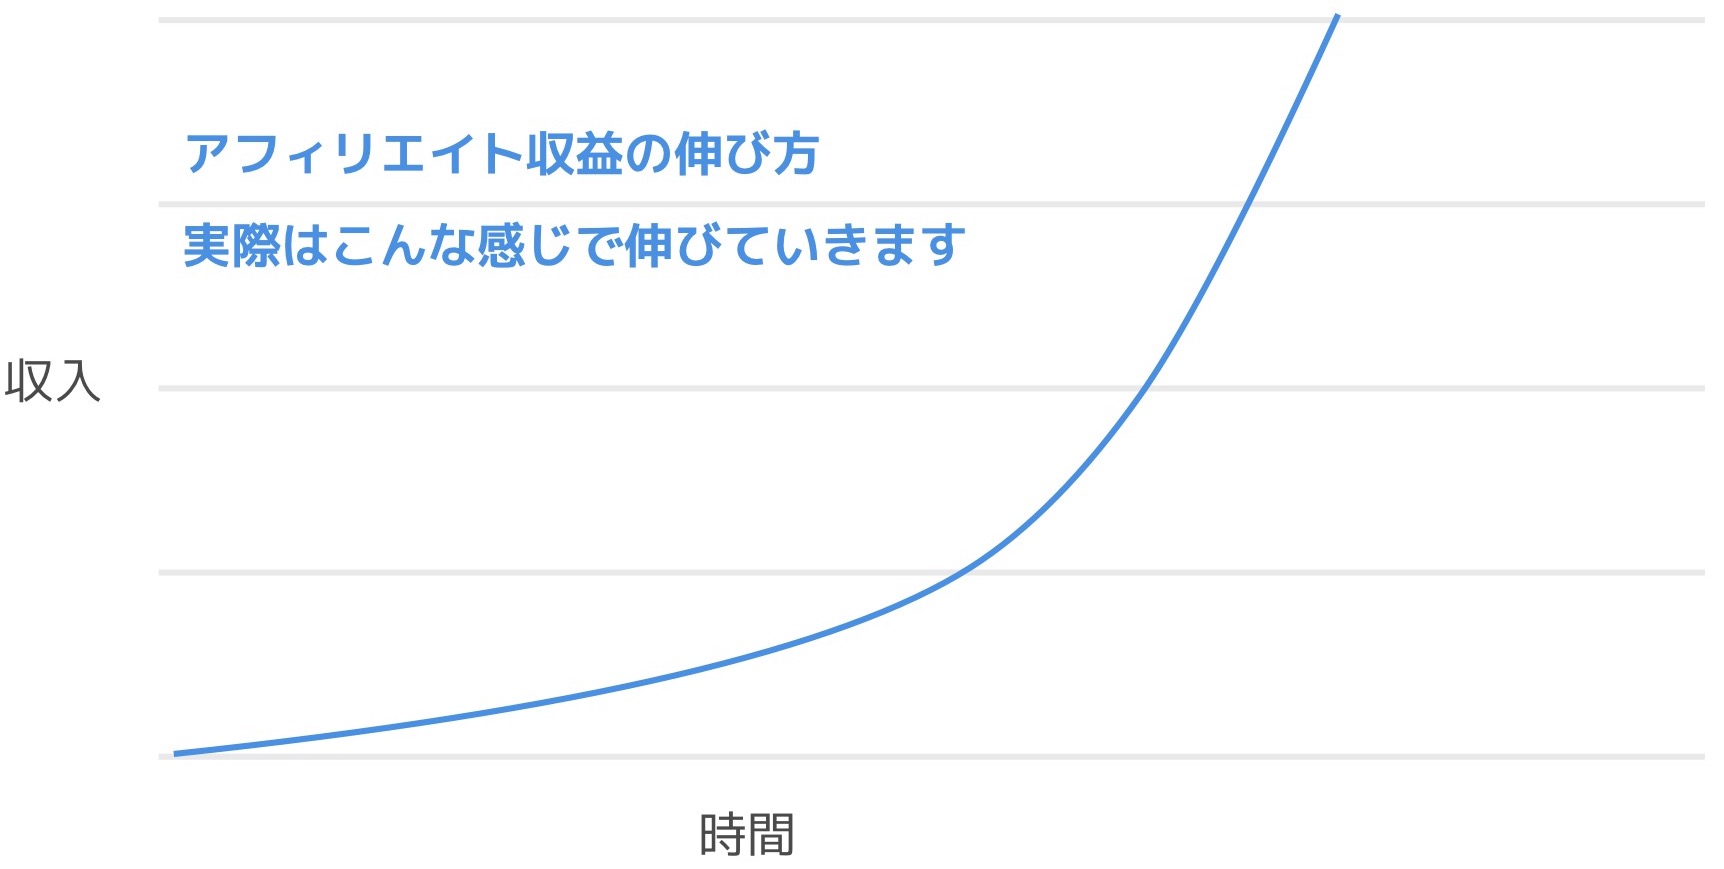 アフィリエイト収益の伸び方
実際はこんな感じで伸びていきます
収入
時間